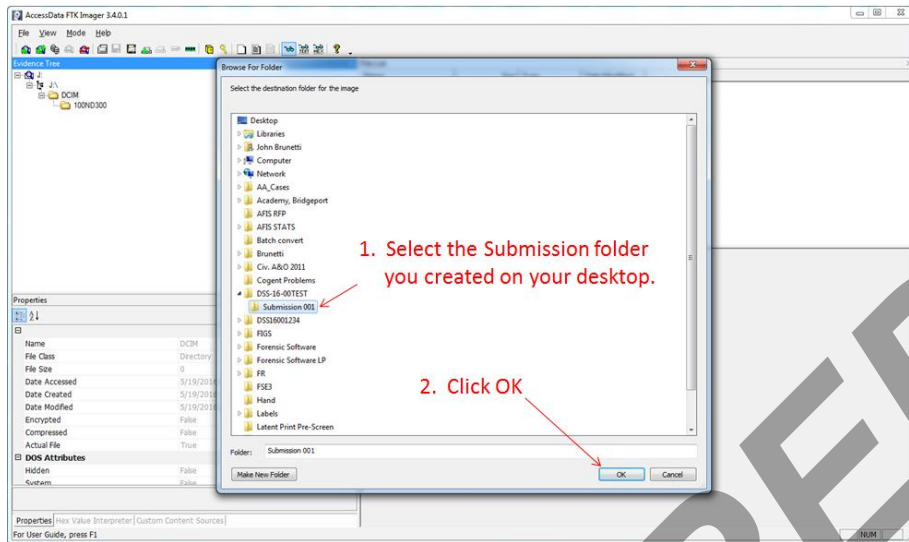 AccessData FTK Imager 3.4.0.1
File View Mode Help
Evidence Tree
J:
J:\
DCIM
100ND300
Browse For Folder
Select the destination folder for the image
Desktop
Libraries
John Brunetti
Computer
Network
AA_Cases
Academy, Bridgeport
AFIS RFP
AFIS STATS
Batch convert
Brunetti
Civ. A&O 2011
Cogent Problems
DSS-16-00TEST
Submission 001
DSS16001234
FIGS
Forensic Software
Forensic Software LP
FR
FSE3
Hand
Labels
Latent Print Pre-Screen
1. Select the Submission folder
you created on your desktop.
2. Click OK
Folder: Submission 001
Make New Folder OK Cancel
Properties
Name DCIM
File Class Directory
File Size 0
Date Accessed 5/19/201
Date Created 5/19/201
Date Modified 5/19/201
Encrypted False
Compressed False
Actual File True
DOS Attributes
Hidden False
System False
Properties Hex Value Interpreter Custom Content Sources
For User Guide, press F1 NUM